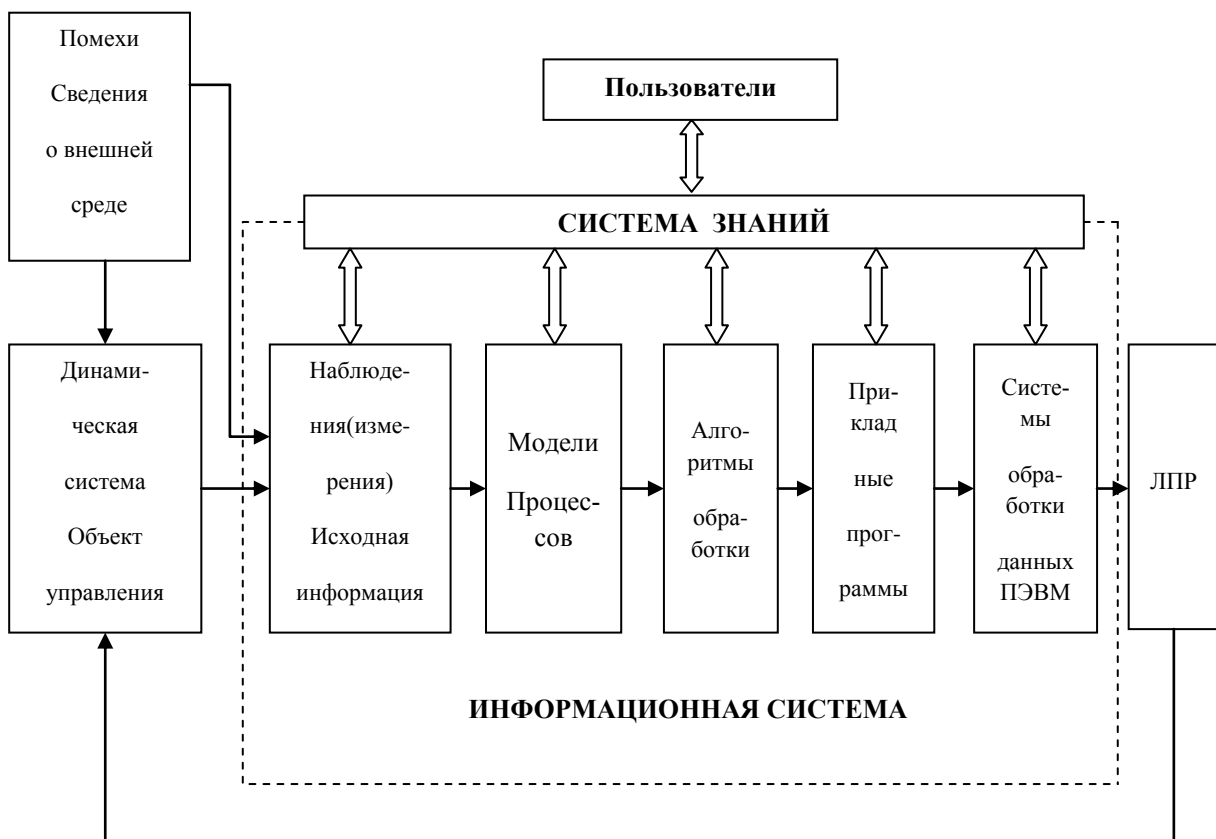 Помехи
Сведения
о внешней
среде
Пользователи
СИСТЕМА ЗНАНИЙ
Динами-
ческая
система
Объект
управления
Наблюде-
ния(изме-
рения)
Исходная
информация
Модели
Процес-
сов
Алго-
ритмы
обра-
ботки
При-
клад
ные
прог-
раммы
Систе-
мы
обра-
ботки
данных
ПЭВМ
ЛПР
ИНФОРМАЦИОННАЯ СИСТЕМА